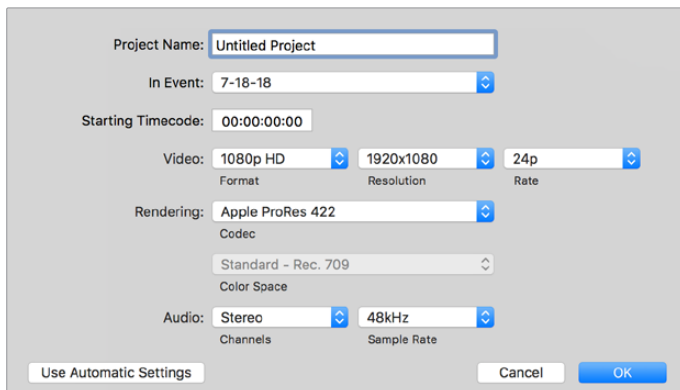 Project Name: Untitled Project
In Event: 7-18-18
Starting Timecode: 00:00:00:00
Video: 1080p HD 1920x1080 24p
Format Resolution Rate
Rendering: Apple ProRes 422
Codec
Standard - Rec. 709
Color Space
Audio: Stereo 48kHz
Channels Sample Rate
Use Automatic Settings Cancel OK